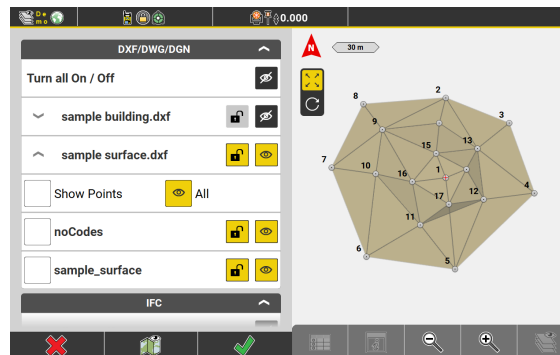 De
mo
0.000
DXF/DWG/DGN
Turn all On / Off
sample building.dxf
sample surface.dxf
Show Points
All
noCodes
sample_surface
IFC
N
30 m
8
2
3
9
15
13
7
10
16
1
12
4
17
11
6
5